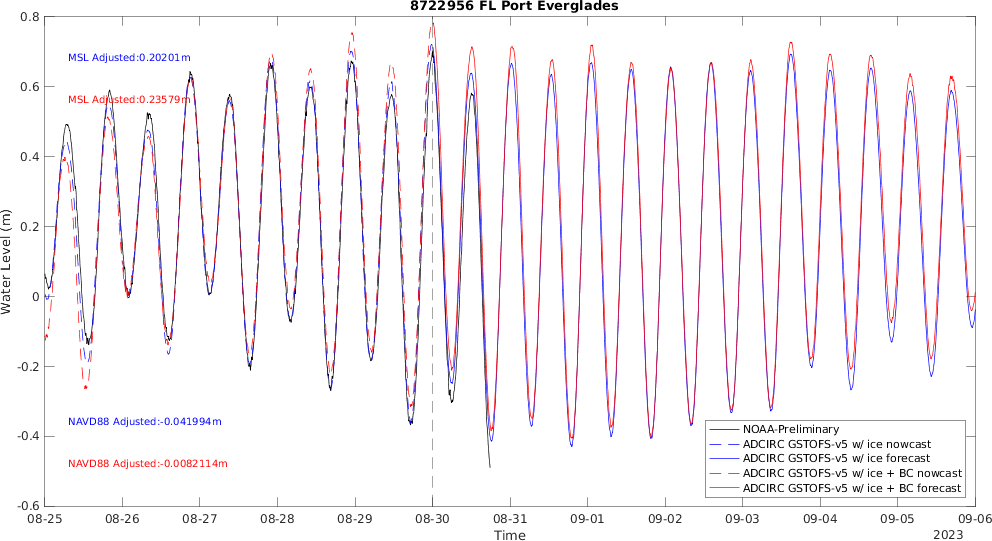 8722956 FL Port Everglades
0.8
0.6
0.4
0.2
0
-0.2
-0.4
-0.6
Water Level (m)
MSL Adjusted:0.20201m
MSL Adjusted:0.23579m
NAVD88 Adjusted:-0.041994m
NAVD88 Adjusted:-0.0082114m
NOAA-Preliminary
ADCIRC GSTOFS-v5 w/ ice nowcast
ADCIRC GSTOFS-v5 w/ ice forecast
ADCIRC GSTOFS-v5 w/ ice + BC nowcast
ADCIRC GSTOFS-v5 w/ ice + BC forecast
08-25 08-26 08-27 08-28 08-29 08-30 08-31 09-01 09-02 09-03 09-04 09-05 09-06
Time
2023